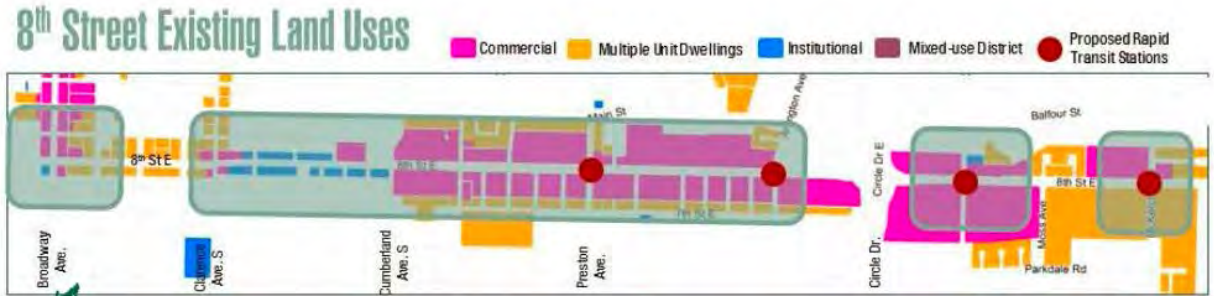 8th Street Existing Land Uses
Commercial
Multiple Unit Dwellings
Institutional
Mixed-use District
Proposed Rapid
Transit Stations
Main St
ington Ave
Balfour St
8th St E
8th St E
Circle Dr E
8th St E
7th St E
Broadway
Ave.
Clarence
Ave. S
Cumberland
Ave. S
Preston
Ave.
Circle Dr.
Moss Ave
Parkdale Rd